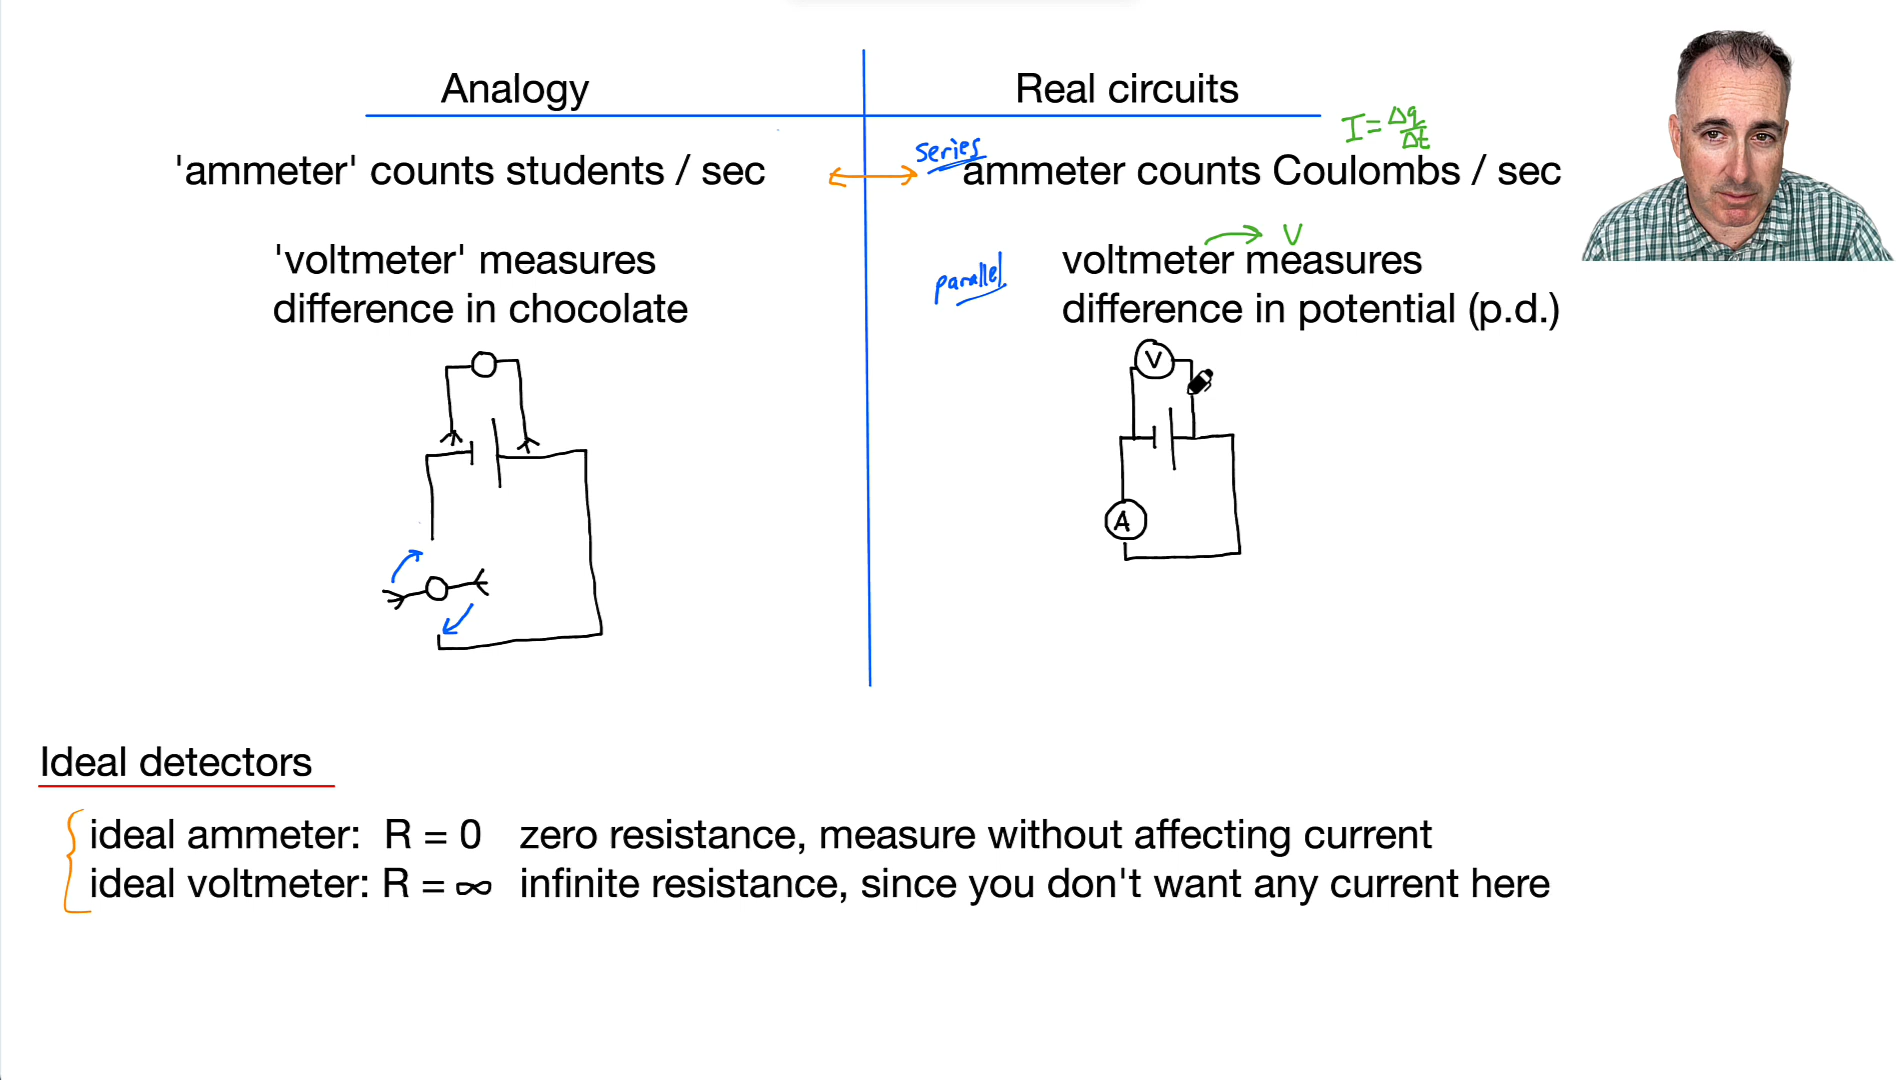 Analogy
Real circuits
I = Δq/Δt
'ammeter' counts students / sec
series
ammeter counts Coulombs / sec
'voltmeter' measures
difference in chocolate
V
parallel
voltmeter measures
difference in potential (p.d.)
V
A
Ideal detectors
ideal ammeter: R = 0 zero resistance, measure without affecting current
ideal voltmeter: R = ∞ infinite resistance, since you don't want any current here